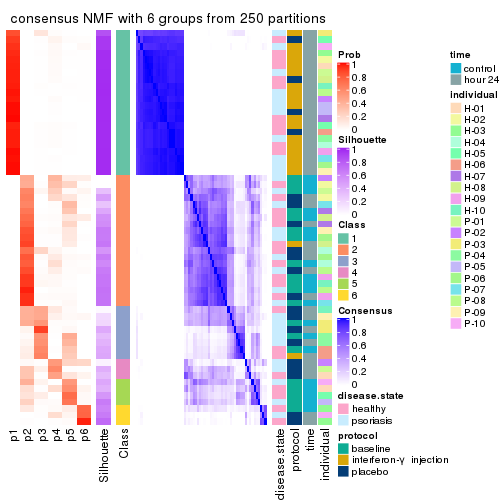 consensus NMF with 6 groups from 250 partitions
p1
p2
p3
p4
p5
p6
Silhouette
Class
disease.state
protocol
time
individual
Prob
1
0.8
0.6
0.4
0.2
0
Silhouette
1
0.8
0.6
0.4
0.2
0
Class
1
2
3
4
5
6
Consensus
1
0.8
0.6
0.4
0.2
0
disease.state
healthy
psoriasis
protocol
baseline
interferon-γ injection
placebo
time
control
hour 24
individual
H-01
H-02
H-03
H-04
H-05
H-06
H-07
H-08
H-09
H-10
P-01
P-02
P-03
P-04
P-05
P-06
P-07
P-08
P-09
P-10